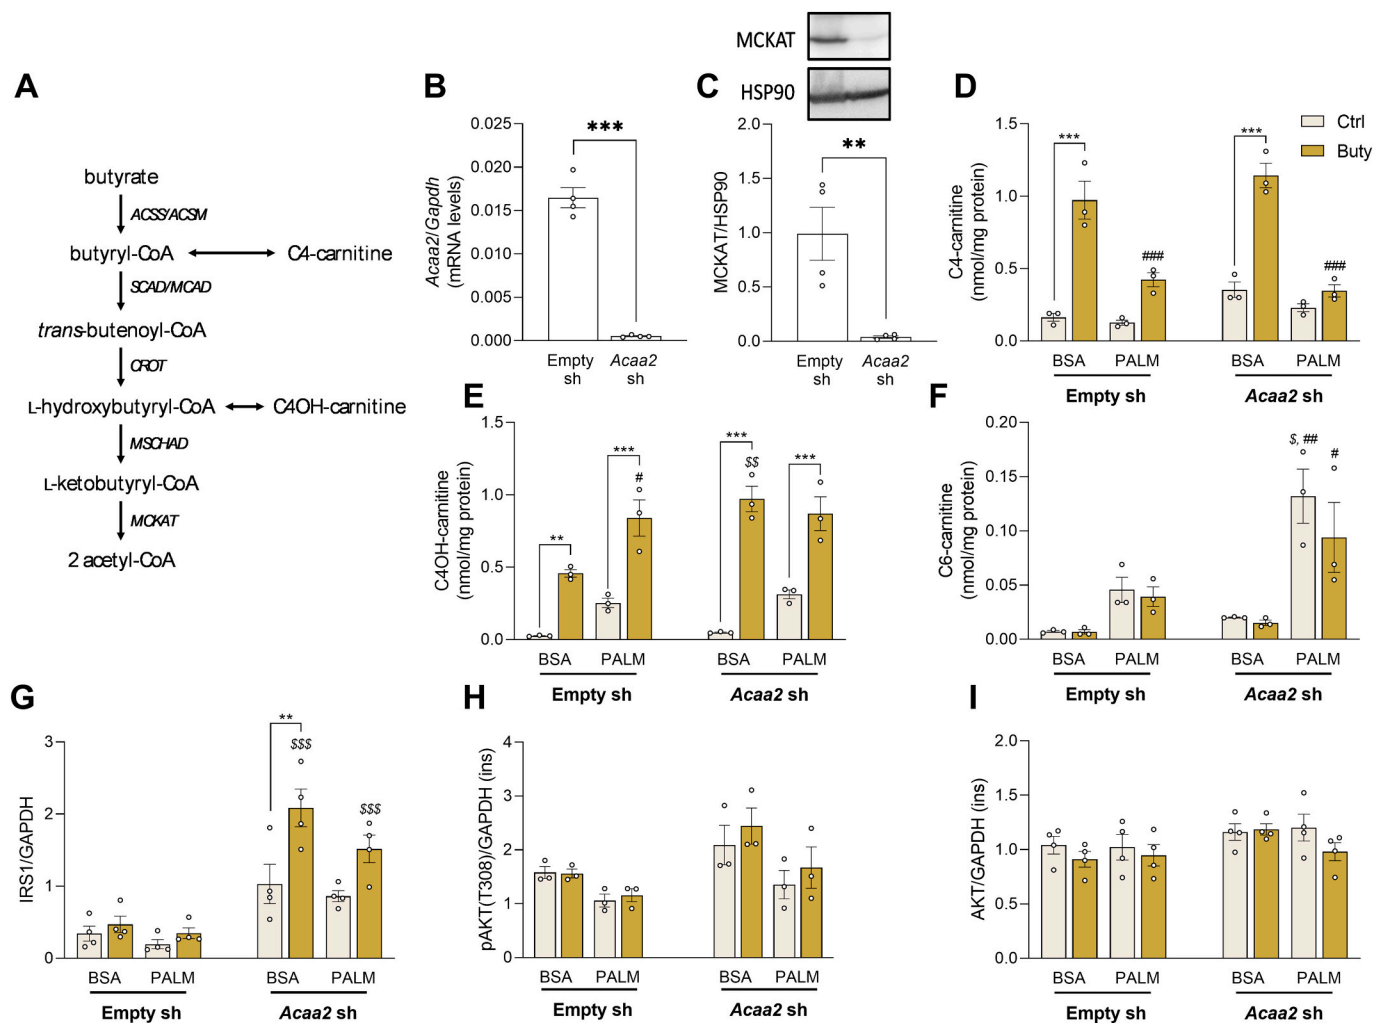 A
butyrate
ACSS/ACSM
butyryl-CoA
C4-carnitine
SCAD/MCAD
trans-butenoyl-CoA
CROT
L-hydroxybutyryl-CoA
C4OH-carnitine
MSCHAD
L-ketobutyryl-CoA
MCKAT
2 acetyl-CoA
B
Acaa2/Gapdh
(mRNA levels)
0.025
0.020
0.015
0.010
0.005
0.000
***
Empty
sh
Acaa2
sh
C
MCKAT
HSP90
MCKAT/HSP90
2.0
1.5
1.0
0.5
0.0
**
Empty
sh
Acaa2
sh
D
C4-carnitine
(nmol/mg protein)
1.5
1.0
0.5
0.0
***
###
***
###
Ctrl
Buty
BSA
PALM
BSA
PALM
Empty sh
Acaa2 sh
E
C4OH-carnitine
(nmol/mg protein)
1.5
1.0
0.5
0.0
**
***
#
***
$$
***
BSA
PALM
BSA
PALM
Empty sh
Acaa2 sh
F
C6-carnitine
(nmol/mg protein)
0.20
0.15
0.10
0.05
0.00
$, ##
#
BSA
PALM
BSA
PALM
Empty sh
Acaa2 sh
G
IRS1/GAPDH
3
2
1
0
**
$$$
$$$
BSA
PALM
BSA
PALM
Empty sh
Acaa2 sh
H
pAKT(T308)/GAPDH (ins)
4
3
2
1
0
BSA
PALM
BSA
PALM
Empty sh
Acaa2 sh
I
AKT/GAPDH (ins)
2.0
1.5
1.0
0.5
0.0
BSA
PALM
BSA
PALM
Empty sh
Acaa2 sh